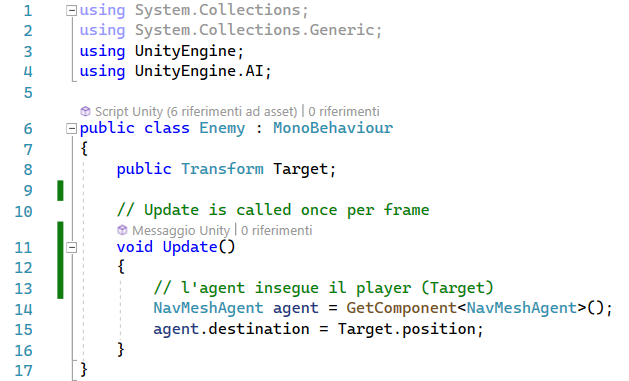 1 using System.Collections;
2 using System.Collections.Generic;
3 using UnityEngine;
4 using UnityEngine.AI;
5
Script Unity (6 riferimenti ad asset) | 0 riferimenti
6 public class Enemy : MonoBehaviour
7 {
8 public Transform Target;
9
10 // Update is called once per frame
Messaggio Unity | 0 riferimenti
11 void Update()
12 {
13 // l'agent insegue il player (Target)
14 NavMeshAgent agent = GetComponent<NavMeshAgent>();
15 agent.destination = Target.position;
16 }
17 }